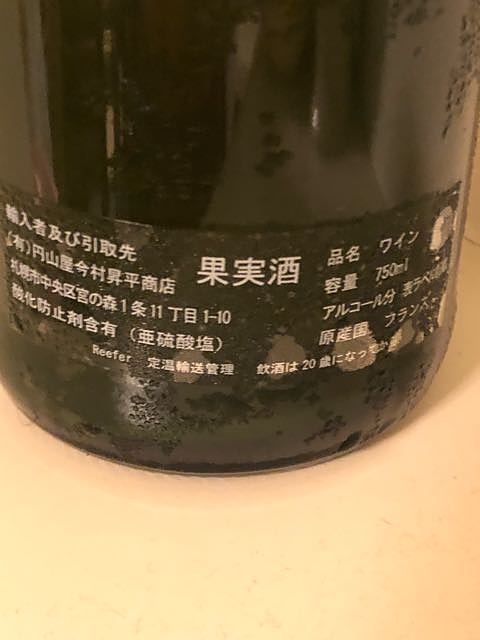 輸入者及び引取先
(有)円山屋今村昇平商店
札幌市中央区宮の森1条11丁目1-10
酸化防止剤含有（亜硫酸塩）
果実酒
品名 ワイン
容量 750ml
アルコール分 表ラベル
原産国 フランス
Reefer 定温輸送管理 飲酒は20歳になってから